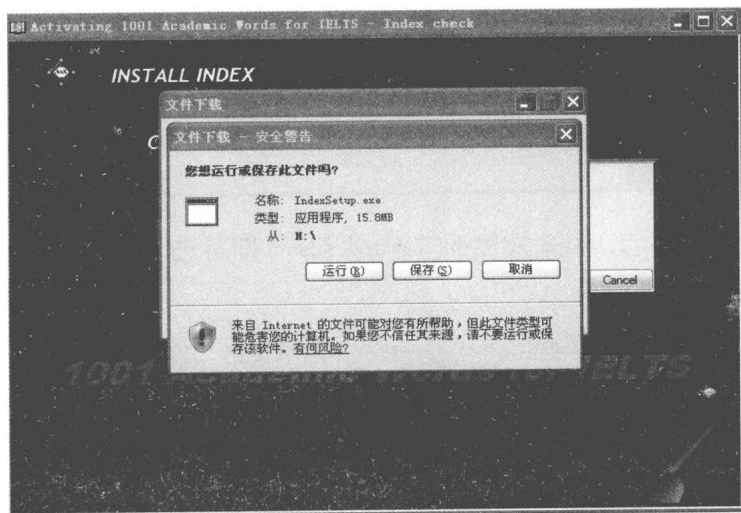 Activating 1001 Academic Words for IELTS - Index check
INSTALL INDEX
文件下载
C
文件下载 - 安全警告
您想运行或保存此文件吗?
名称: IndexSetup.exe
类型: 应用程序, 15.8MB
从: M:\
运行(R) 保存(S) 取消
Cancel
来自 Internet 的文件可能对您有所帮助，但此文件类型可
能危害您的计算机。如果您不信任其来源，请不要运行或保
存该软件。有何风险?
1001 Academic Words for IELTS